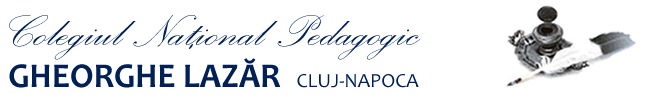 Colegiul Național Pedagogic
GHEORGHE LAZĂR CLUJ-NAPOCA